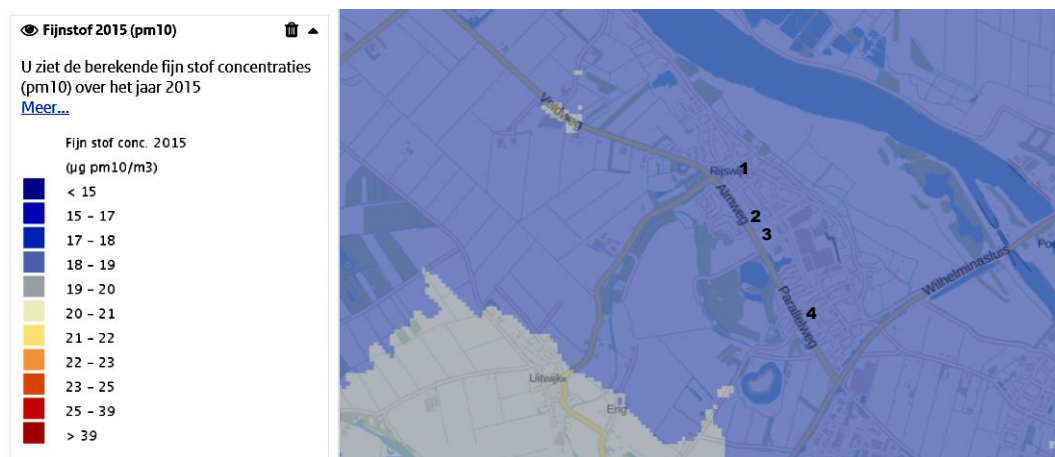 Fijnstof 2015 (pm10)
U ziet de berekende fijn stof concentraties
(pm10) over het jaar 2015
Meer...
Fijn stof conc. 2015
(µg pm10/m3)
< 15
15 - 17
17 - 18
18 - 19
19 - 20
20 - 21
21 - 22
22 - 23
23 - 25
25 - 39
> 39
Veldweg
1
Almweg
2
3
Wilhelminasluis
Parallelweg
4
Uitwijk
Eng